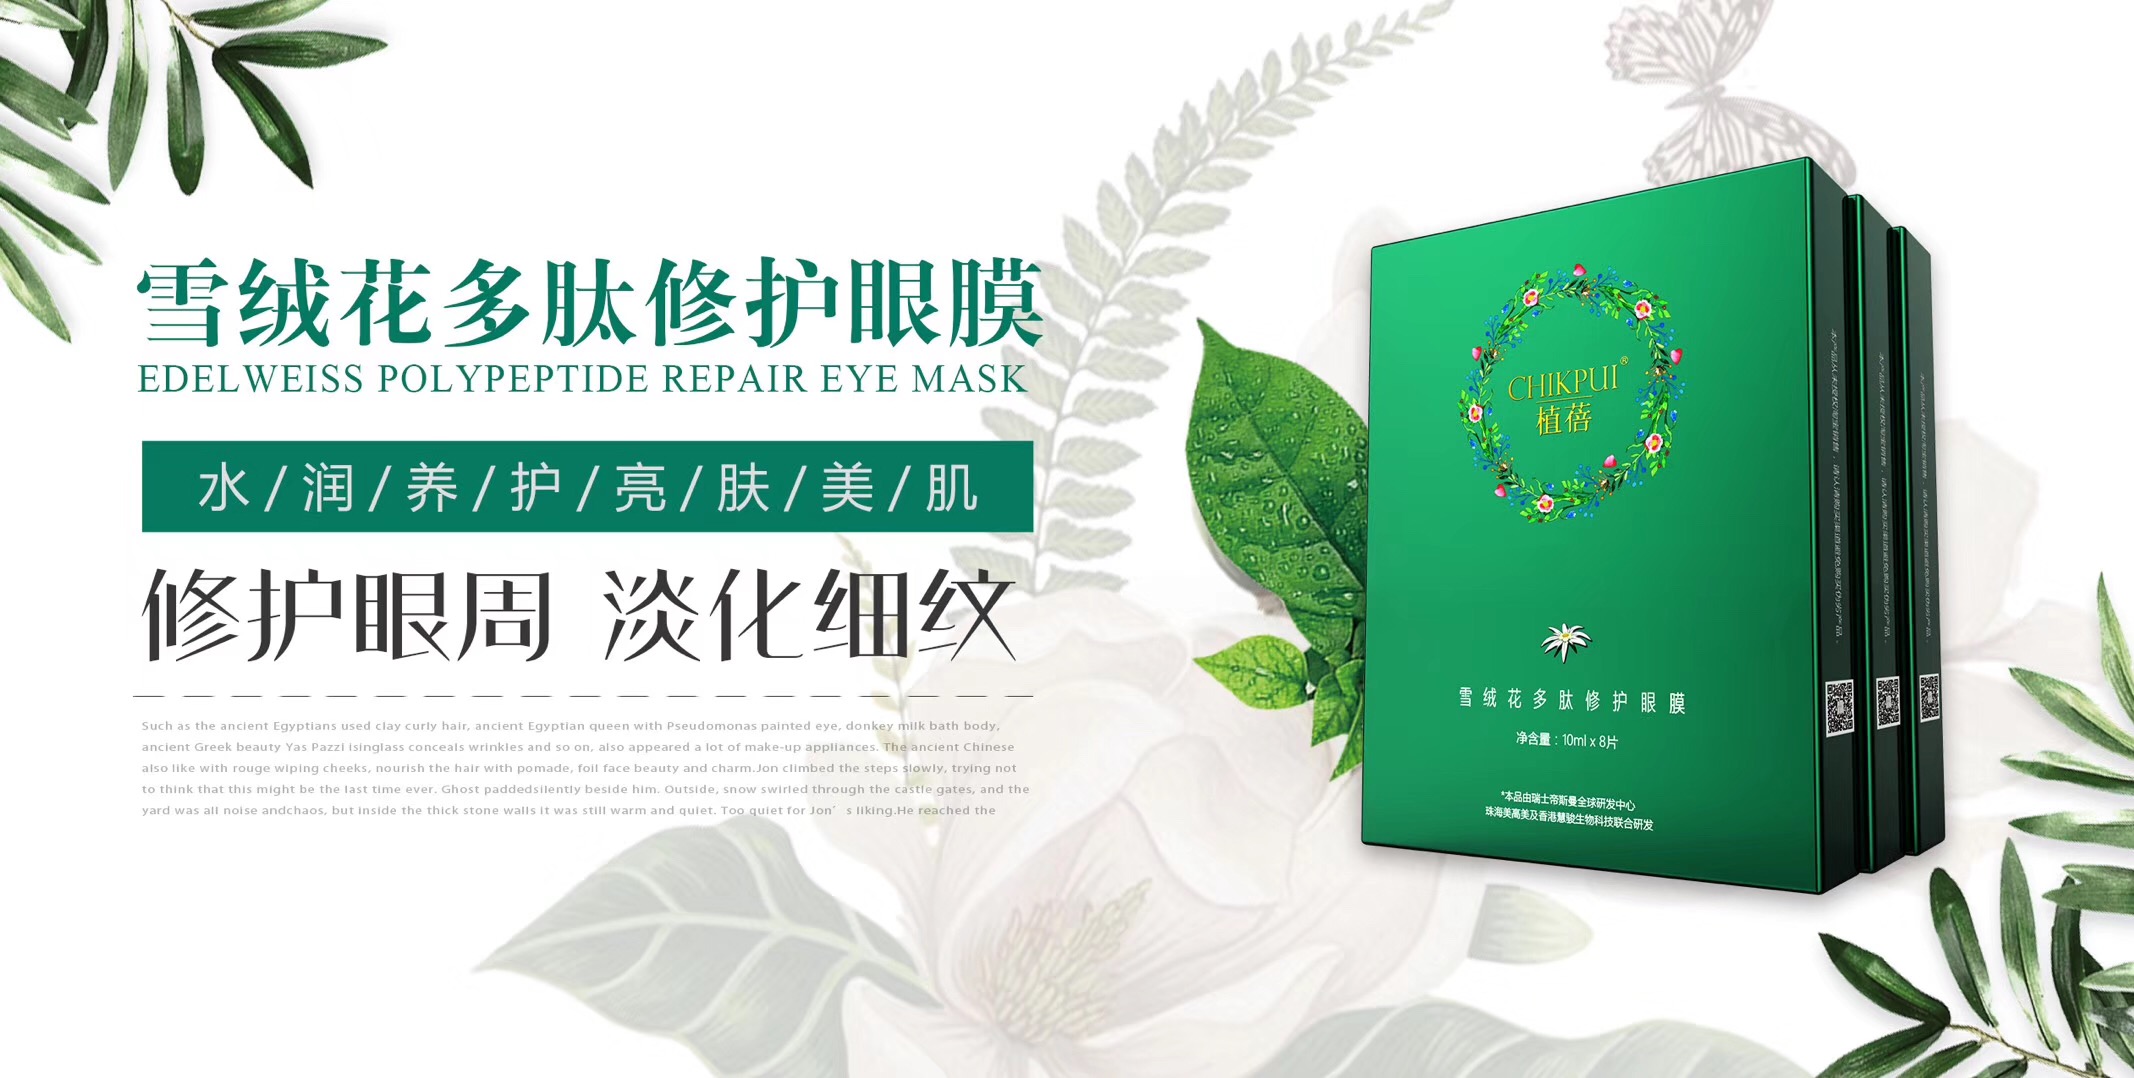 雪绒花多肽修护眼膜
EDELWEISS POLYPEPTIDE REPAIR EYE MASK
水/润/养/护/亮/肤/美/肌
修护眼周 淡化细纹
Such as the ancient Egyptians used clay curly hair, ancient Egyptian queen with Pseudomonas painted eye, donkey milk bath body,
ancient Greek beauty Yas Pazzi isinglass conceals wrinkles and so on, also appeared a lot of make-up appliances. The ancient Chinese
also like with rouge wiping cheeks, nourish the hair with pomade, foil face beauty and charm.Jon climbed the steps slowly, trying not
to think that this might be the last time ever. Ghost paddedsilently beside him. Outside, snow swirled through the castle gates, and the
yard was all noise andchaos, but inside the thick stone walls it was still warm and quiet. Too quiet for Jon’s liking.He reached the
CHIKPUI®
植蓓
雪绒花多肽修护眼膜
净含量:10ml x 8片
*本品由瑞士帝斯曼全球研发中心
珠海美高美及香港慧骏生物科技联合研发